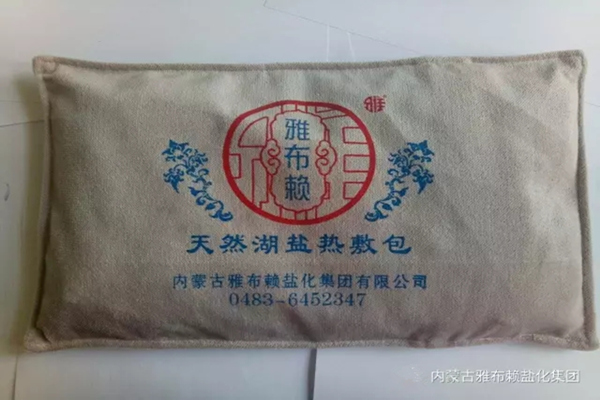 雅
雅布赖
天然湖盐热敷包
内蒙古雅布赖盐化集团有限公司
0483-6452347
内蒙古雅布赖盐化集团